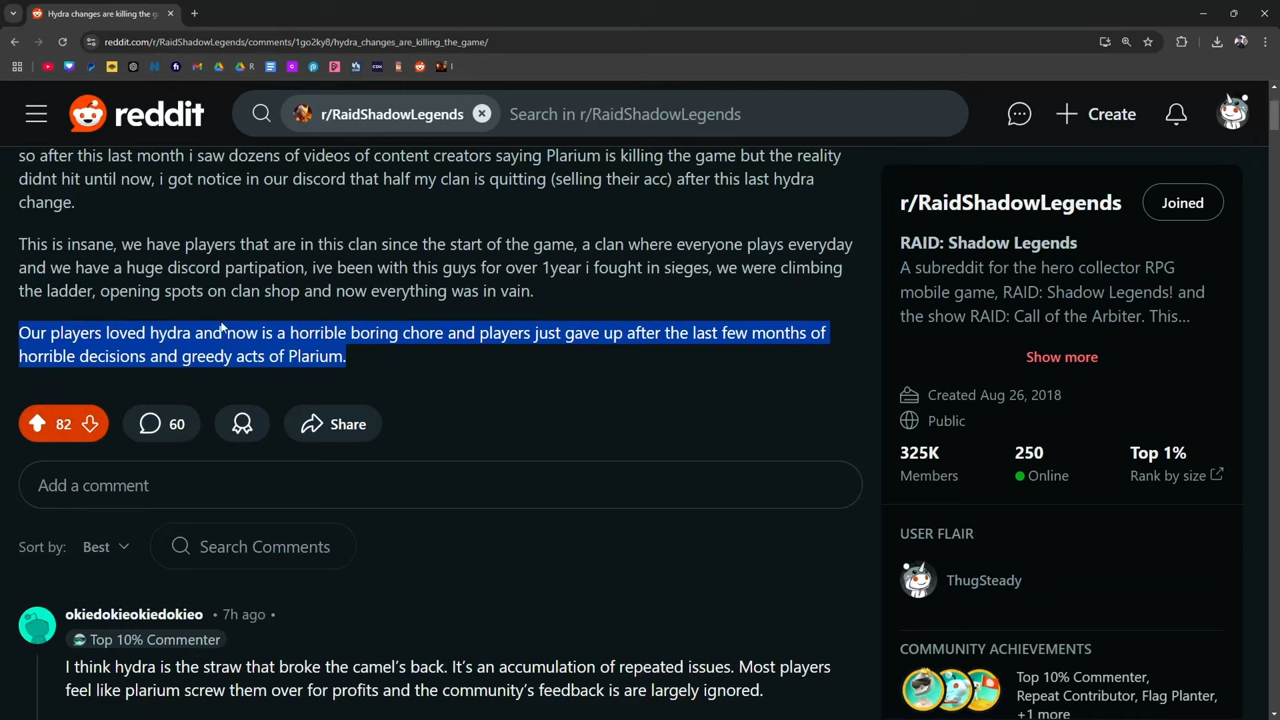 Hydra changes are killing the g
reddit.com/r/RaidShadowLegends/comments/1go2ky8/hydra_changes_are_killing_the_game/
R
reddit
r/RaidShadowLegends
Search in r/RaidShadowLegends
Create
so after this last month i saw dozens of videos of content creators saying Plarium is killing the game but the reality
didnt hit until now, i got notice in our discord that half my clan is quitting (selling their acc) after this last hydra
change.
This is insane, we have players that are in this clan since the start of the game, a clan where everyone plays everyday
and we have a huge discord partipation, ive been with this guys for over 1year i fought in sieges, we were climbing
the ladder, opening spots on clan shop and now everything was in vain.
Our players loved hydra and now is a horrible boring chore and players just gave up after the last few months of
horrible decisions and greedy acts of Plarium.
82
60
Share
Add a comment
Sort by: Best
Search Comments
okiedokieokiedokieo • 7h ago •
Top 10% Commenter
I think hydra is the straw that broke the camel's back. It's an accumulation of repeated issues. Most players
feel like plarium screw them over for profits and the community's feedback is are largely ignored.
r/RaidShadowLegends
Joined
RAID: Shadow Legends
A subreddit for the hero collector RPG
mobile game, RAID: Shadow Legends! and
the show RAID: Call of the Arbiter. This...
Show more
Created Aug 26, 2018
Public
325K 250 Top 1%
Members Online Rank by size
USER FLAIR
ThugSteady
COMMUNITY ACHIEVEMENTS
Top 10% Commenter,
Repeat Contributor, Flag Planter,
+1 more